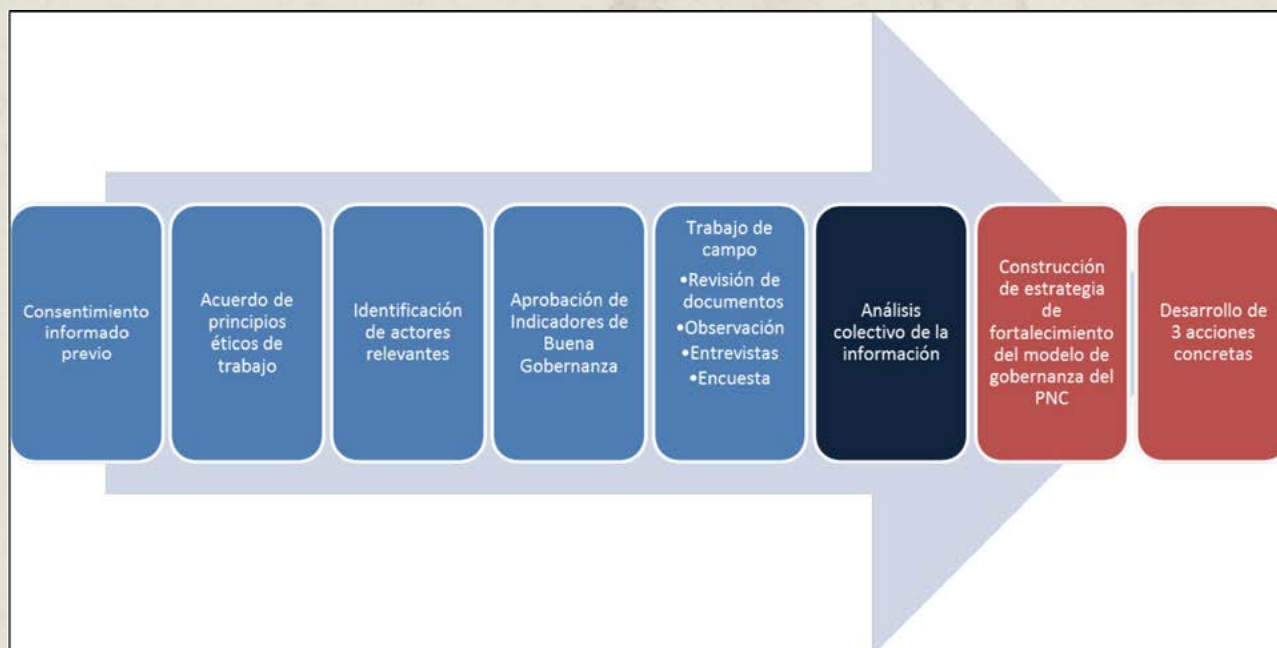 Consentimiento
informado
previo
Acuerdo de
principios
éticos de
trabajo
Identificación
de actores
relevantes
Aprobación de
Indicadores de
Buena
Gobernanza
Trabajo de
campo
•Revisión de
documentos
•Observación
•Entrevistas
•Encuesta
Análisis
colectivo de la
información
Construcción
de estrategia
de
fortalecimiento
del modelo de
gobernanza del
PNC
Desarrollo de
3 acciones
concretas